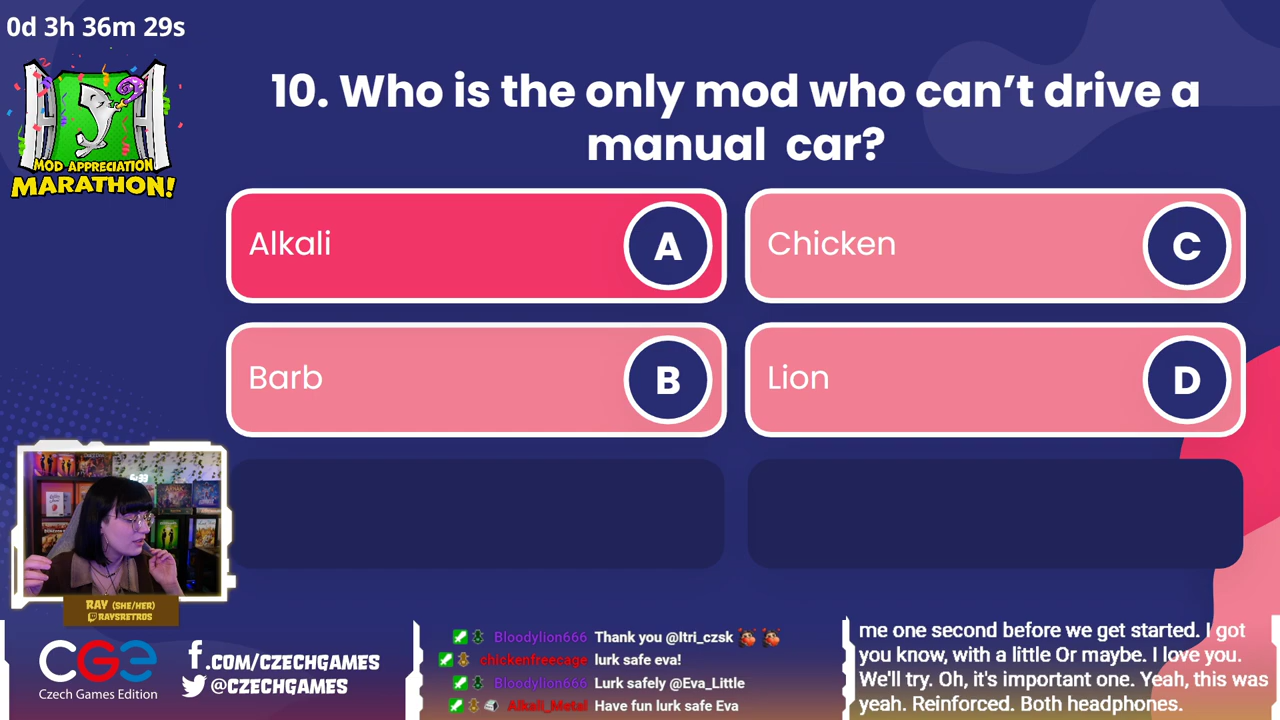 0d 3h 36m 29s
MOD APPRECIATION
MARATHON!
10. Who is the only mod who can't drive a
manual car?
Alkali
A
Chicken
C
Barb
B
Lion
D
RAY (SHE/HER)
RAYSRETROS
CGE
Czech Games Edition
f.COM/CZECHGAMES
@CZECHGAMES
Bloodylion666 Thank you @ltri_czsk
chickenfreecage lurk safe eva!
Bloodylion666 Lurk safely @Eva_Little
Alkali_Metal Have fun lurk safe Eva
me one second before we get started. I got
you know, with a little Or maybe. I love you.
We'll try. Oh, it's important one. Yeah, this was
yeah. Reinforced. Both headphones.